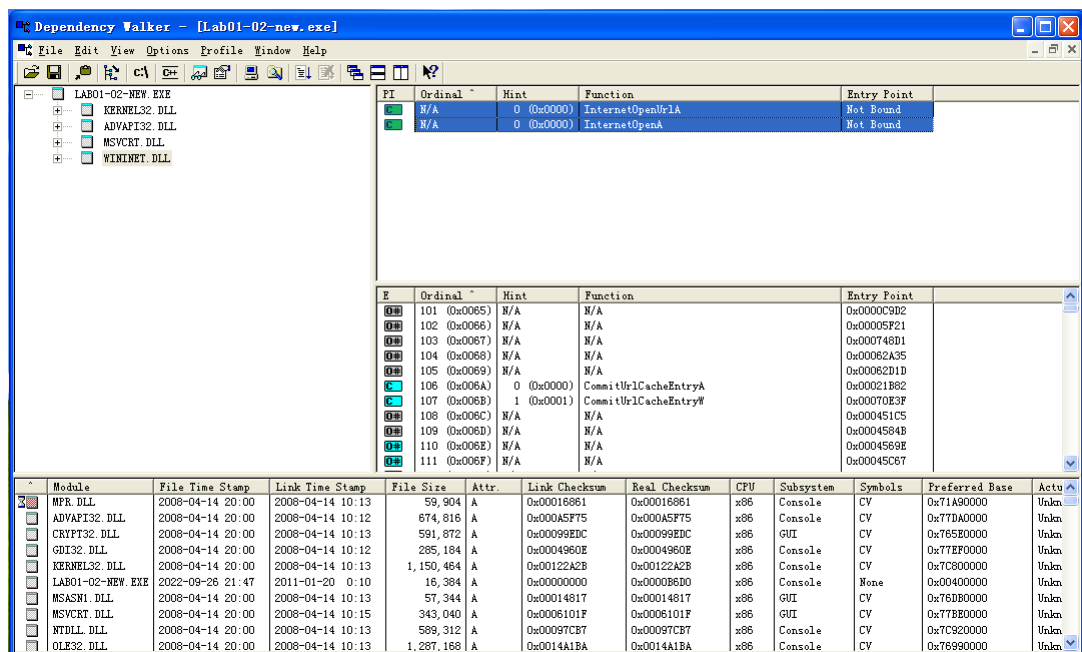 Dependency Walker - [Lab01-02-new.exe]
File Edit View Options Profile Window Help
C:\ C++
LAB01-02-NEW.EXE
KERNEL32.DLL
ADVAPI32.DLL
MSVCRT.DLL
WININET.DLL
PI Ordinal ^ Hint Function Entry Point
C N/A 0 (0x0000) InternetOpenUrlA Not Bound
C N/A 0 (0x0000) InternetOpenA Not Bound
E Ordinal ^ Hint Function Entry Point
O# 101 (0x0065) N/A N/A 0x0000C9D2
O# 102 (0x0066) N/A N/A 0x00005F21
O# 103 (0x0067) N/A N/A 0x000748D1
O# 104 (0x0068) N/A N/A 0x00062A35
O# 105 (0x0069) N/A N/A 0x00062D1D
C 106 (0x006A) 0 (0x0000) CommitUrlCacheEntryA 0x00021B82
C 107 (0x006B) 1 (0x0001) CommitUrlCacheEntryW 0x00070E3F
O# 108 (0x006C) N/A N/A 0x000451C5
O# 109 (0x006D) N/A N/A 0x0004584B
O# 110 (0x006E) N/A N/A 0x0004569E
O# 111 (0x006F) N/A N/A 0x00045C67
^ Module File Time Stamp Link Time Stamp File Size Attr. Link Checksum Real Checksum CPU Subsystem Symbols Preferred Base Actu
MPR.DLL 2008-04-14 20:00 2008-04-14 10:13 59,904 A 0x00016861 0x00016861 x86 Console CV 0x71A90000 Unkn
ADVAPI32.DLL 2008-04-14 20:00 2008-04-14 10:12 674,816 A 0x000A5F75 0x000A5F75 x86 Console CV 0x77DA0000 Unkn
CRYPT32.DLL 2008-04-14 20:00 2008-04-14 10:13 591,872 A 0x00099EDC 0x00099EDC x86 GUI CV 0x765E0000 Unkn
GDI32.DLL 2008-04-14 20:00 2008-04-14 10:12 285,184 A 0x0004960E 0x0004960E x86 Console CV 0x77EF0000 Unkn
KERNEL32.DLL 2008-04-14 20:00 2008-04-14 10:13 1,150,464 A 0x00122A2B 0x00122A2B x86 Console CV 0x7C800000 Unkn
LAB01-02-NEW.EXE 2022-09-26 21:47 2011-01-20 0:10 16,384 A 0x00000000 0x0000B6D0 x86 Console None 0x00400000 Unkn
MSASN1.DLL 2008-04-14 20:00 2008-04-14 10:13 57,344 A 0x00014817 0x00014817 x86 GUI CV 0x76DB0000 Unkn
MSVCRT.DLL 2008-04-14 20:00 2008-04-14 10:15 343,040 A 0x0006101F 0x0006101F x86 GUI CV 0x77BE0000 Unkn
NTDLL.DLL 2008-04-14 20:00 2008-04-14 10:13 589,312 A 0x00097CB7 0x00097CB7 x86 Console CV 0x7C920000 Unkn
OLE32.DLL 2008-04-14 20:00 2008-04-14 10:13 1,287,168 A 0x0014A1BA 0x0014A1BA x86 Console CV 0x76990000 Unkn